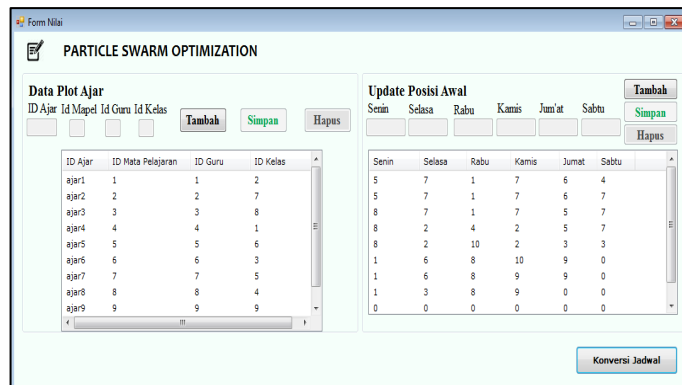 Form Nilai
PARTICLE SWARM OPTIMIZATION
Data Plot Ajar
ID Ajar Id Mapel Id Guru Id Kelas
Tambah Simpan Hapus
ID Ajar ID Mata Pelajaran ID Guru ID Kelas
ajar1 1 1 2
ajar2 2 2 7
ajar3 3 3 8
ajar4 4 4 1
ajar5 5 5 6
ajar6 6 6 3
ajar7 7 7 5
ajar8 8 8 4
ajar9 9 9 9
Update Posisi Awal
Senin Selasa Rabu Kamis Jum'at Sabtu
Tambah
Simpan
Hapus
Senin Selasa Rabu Kamis Jumat Sabtu
5 7 1 7 6 4
5 7 1 7 6 7
8 7 1 7 5 7
8 2 4 2 5 7
8 2 10 2 3 3
1 6 8 10 9 0
1 6 8 9 9 0
1 3 8 9 0 0
0 0 0 0 0 0
Konversi Jadwal